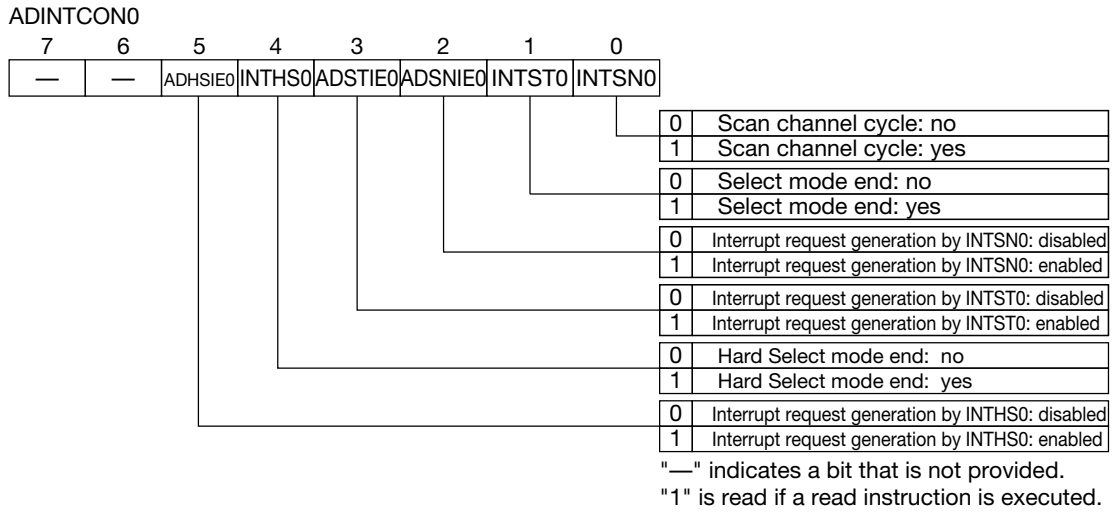 ADINTCON0
7 6 5 4 3 2 1 0
— — ADHSIE0 INTHS0 ADSTIE0 ADSNIE0 INTST0 INTSN0
0 Scan channel cycle: no
1 Scan channel cycle: yes
0 Select mode end: no
1 Select mode end: yes
0 Interrupt request generation by INTSN0: disabled
1 Interrupt request generation by INTSN0: enabled
0 Interrupt request generation by INTST0: disabled
1 Interrupt request generation by INTST0: enabled
0 Hard Select mode end: no
1 Hard Select mode end: yes
0 Interrupt request generation by INTHS0: disabled
1 Interrupt request generation by INTHS0: enabled
"—" indicates a bit that is not provided.
"1" is read if a read instruction is executed.